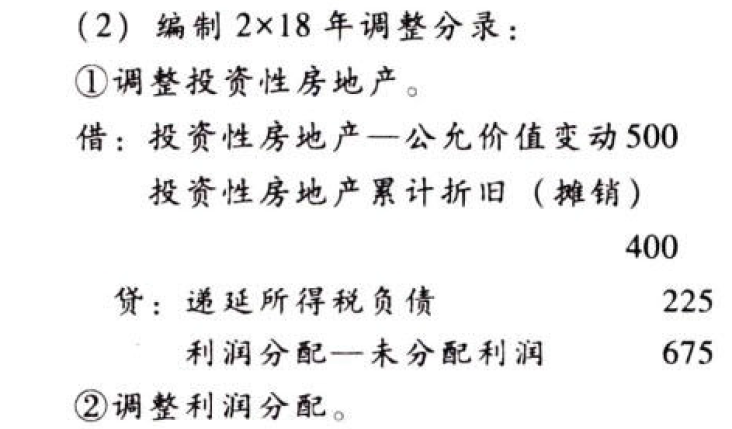 (2) 编制 2×18 年调整分录：
①调整投资性房地产。
借：投资性房地产—公允价值变动500
投资性房地产累计折旧（摊销）
400
贷：递延所得税负债 225
利润分配—未分配利润 675
②调整利润分配。